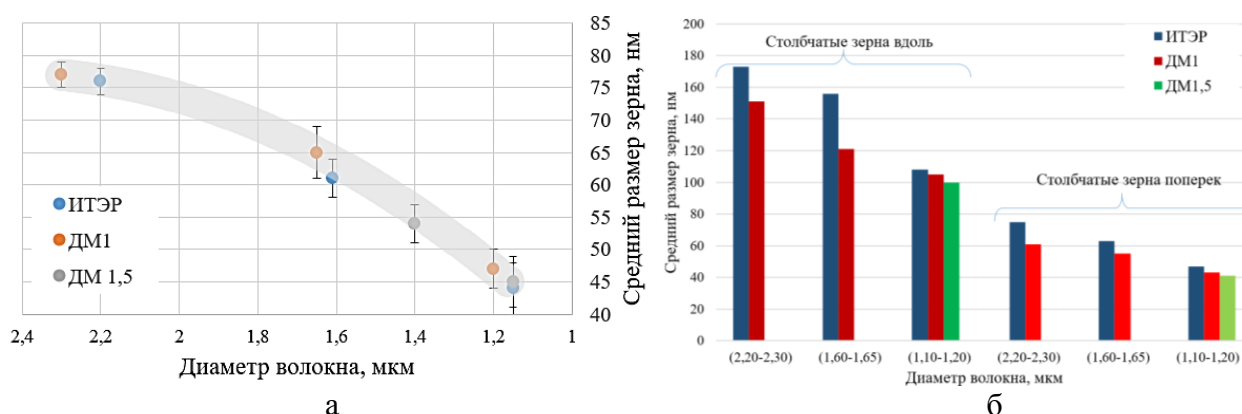 85
80
75
70
65
60
55
50
45
40
Средний размер зерна, нм
ИТЭР
ДМ1
ДМ 1,5
2,4 2,2 2 1,8 1,6 1,4 1,2 1
Диаметр волокна, мкм
а
200
180
160
140
120
100
80
60
40
20
0
Средний размер зерна, нм
Столбчатые зерна вдоль
ИТЭР
ДМ1
ДМ1,5
Столбчатые зерна поперек
(2,20-2,30) (1,60-1,65) (1,10-1,20) (2,20-2,30) (1,60-1,65) (1,10-1,20)
Диаметр волокна, мкм
б